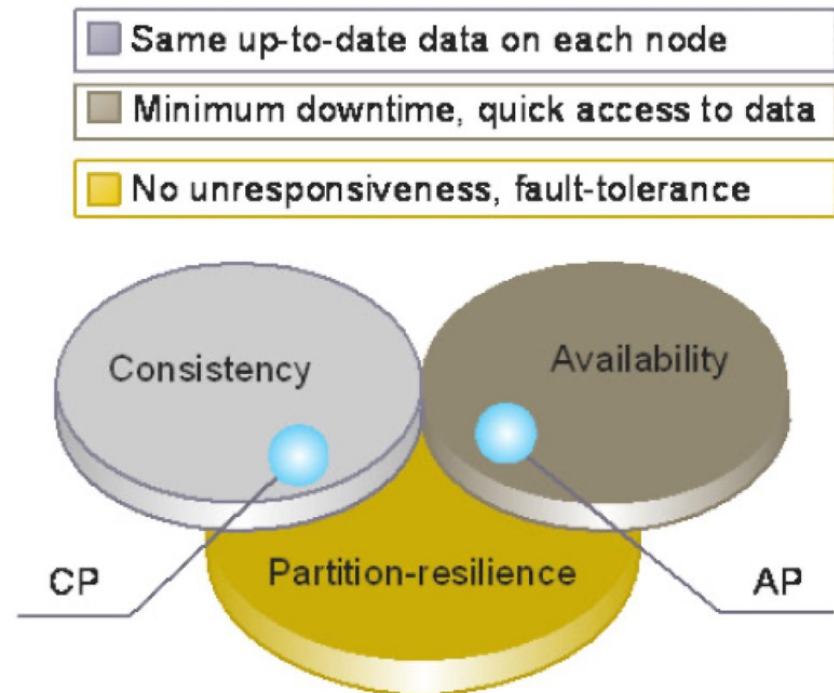 Same up-to-date data on each node
Minimum downtime, quick access to data
No unresponsiveness, fault-tolerance
Consistency
Availability
Partition-resilience
CP
AP